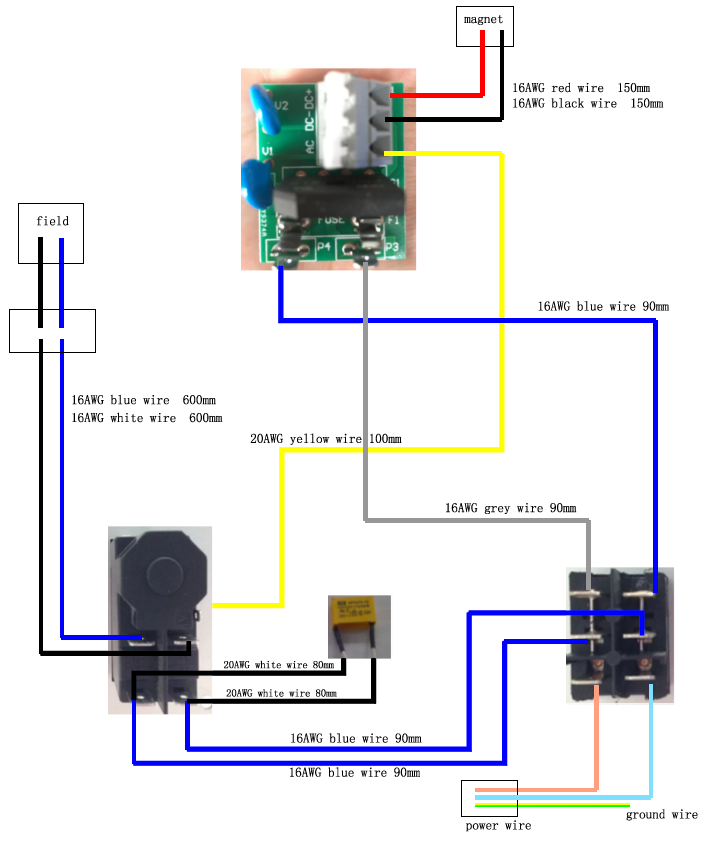 magnet
16AWG red wire 150mm
16AWG black wire 150mm
V2
DC+
DC-
AC
V1
field
FUSE
F1
P4
P3
16AWG blue wire 90mm
16AWG blue wire 600mm
16AWG white wire 600mm
20AWG yellow wire 100mm
16AWG grey wire 90mm
20AWG white wire 80mm
20AWG white wire 80mm
16AWG blue wire 90mm
16AWG blue wire 90mm
power wire
ground wire